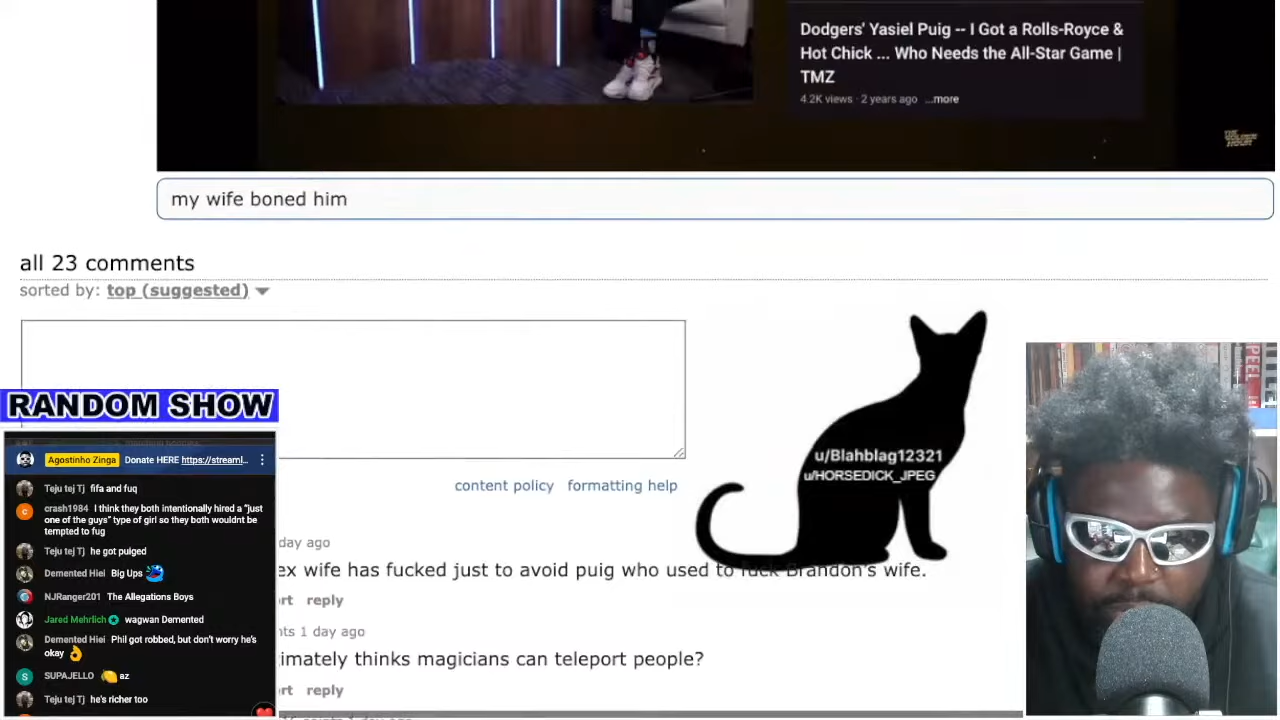 Dodgers' Yasiel Puig -- I Got a Rolls-Royce &
Hot Chick ... Who Needs the All-Star Game |
TMZ
4.2K views · 2 years ago ...more
my wife boned him
all 23 comments
sorted by: top (suggested)
u/Blahblag12321
u/HORSEDICK_JPEG
content policy formatting help
day ago
ex wife has fucked just to avoid puig who used to fuck Brandon's wife.
rt reply
nts 1 day ago
timately thinks magicians can teleport people?
rt reply
RANDOM SHOW
Agostinho Zinga Donate HERE https://streaml...
Teju tej Tj fifa and fuq
crash1984 I think they both intentionally hired a "just
one of the guys" type of girl so they both wouldnt be
tempted to fug
Teju tej Tj he got puiged
Demented Hiei Big Ups
NJRanger201 The Allegations Boys
Jared Mehrlich wagwan Demented
Demented Hiei Phil got robbed, but don't worry he's
okay 👌
S SUPAJELLO 🍋 az
Teju tej Tj he's richer too
PEEL